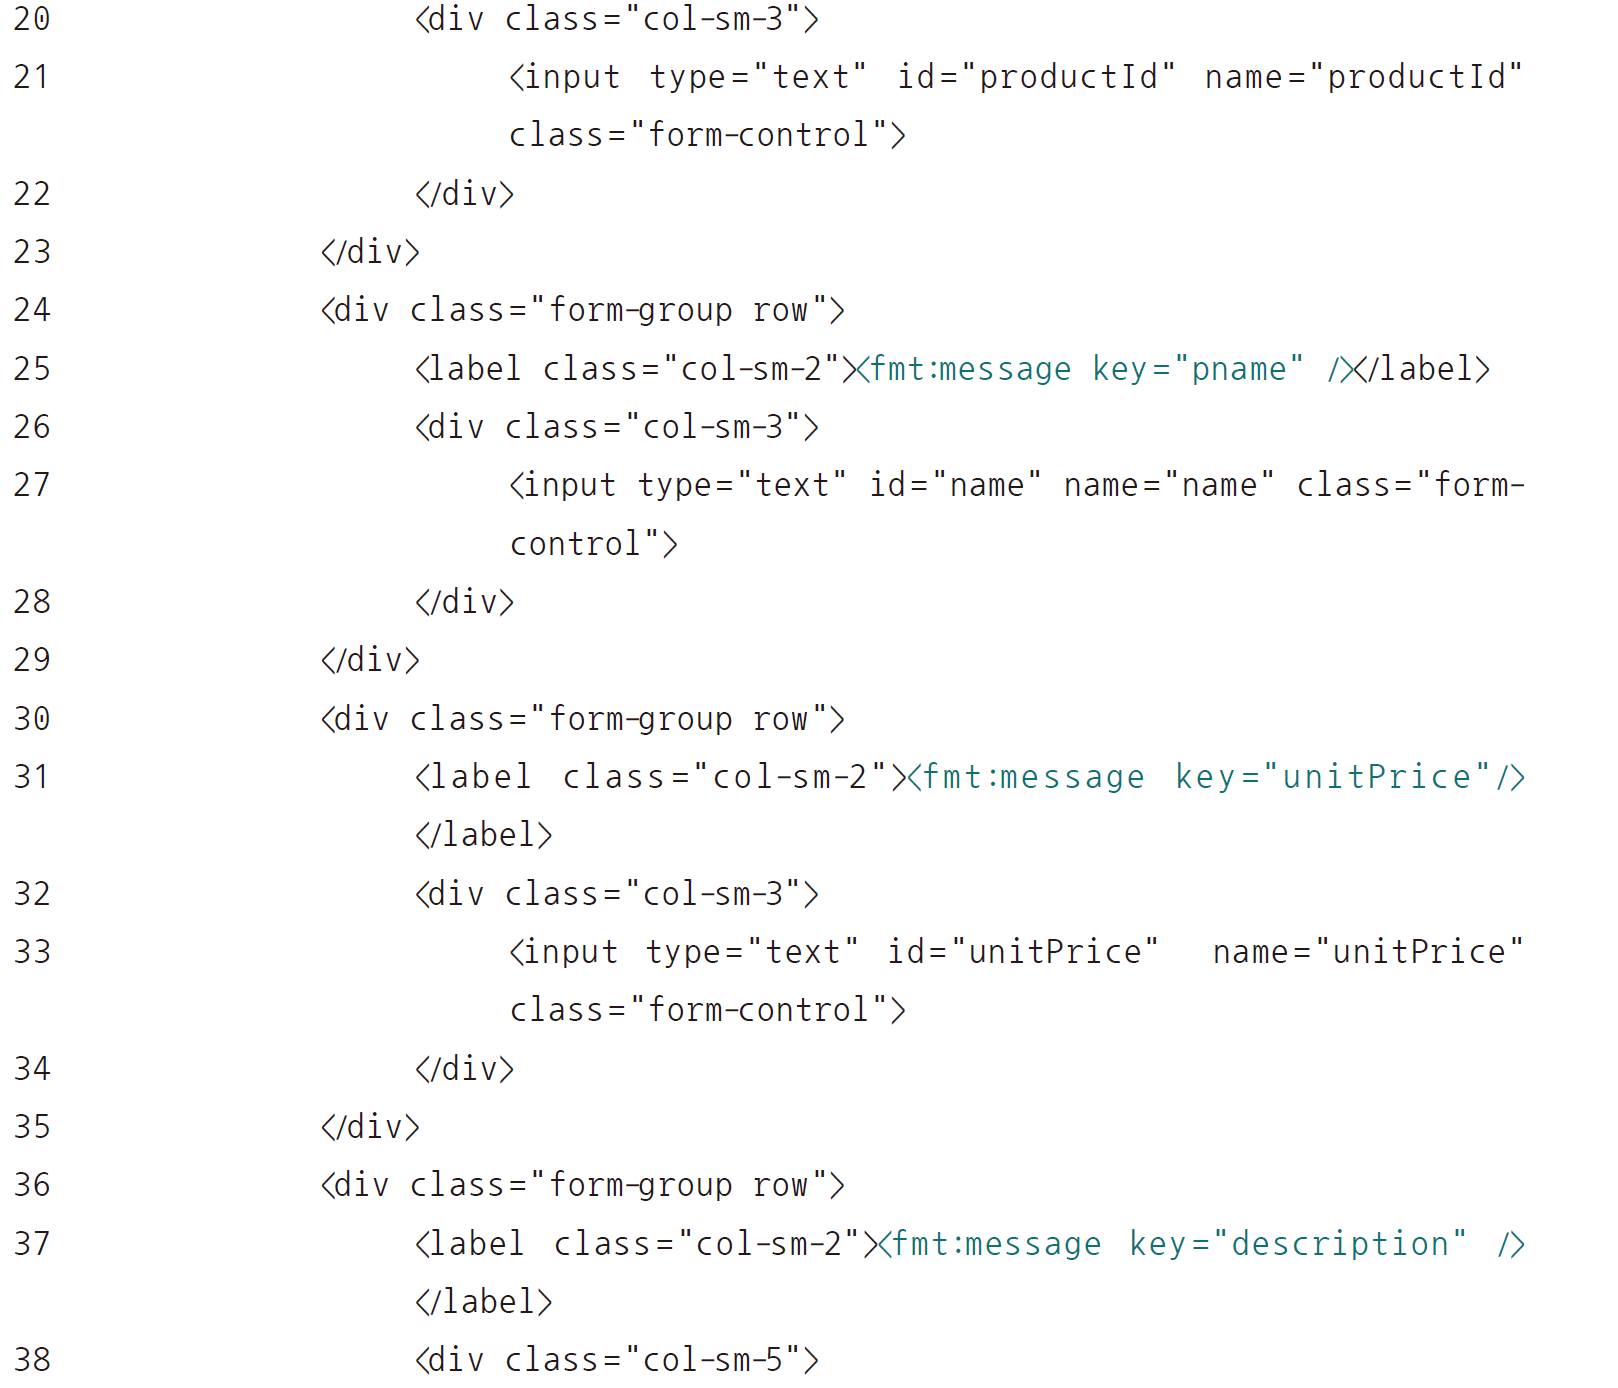 20 <div class="col-sm-3">
21 <input type="text" id="productId" name="productId"
class="form-control">
22 </div>
23 </div>
24 <div class="form-group row">
25 <label class="col-sm-2"><fmt:message key="pname" /></label>
26 <div class="col-sm-3">
27 <input type="text" id="name" name="name" class="form-
control">
28 </div>
29 </div>
30 <div class="form-group row">
31 <label class="col-sm-2"><fmt:message key="unitPrice"/>
</label>
32 <div class="col-sm-3">
33 <input type="text" id="unitPrice"  name="unitPrice"
class="form-control">
34 </div>
35 </div>
36 <div class="form-group row">
37 <label class="col-sm-2"><fmt:message key="description" />
</label>
38 <div class="col-sm-5">